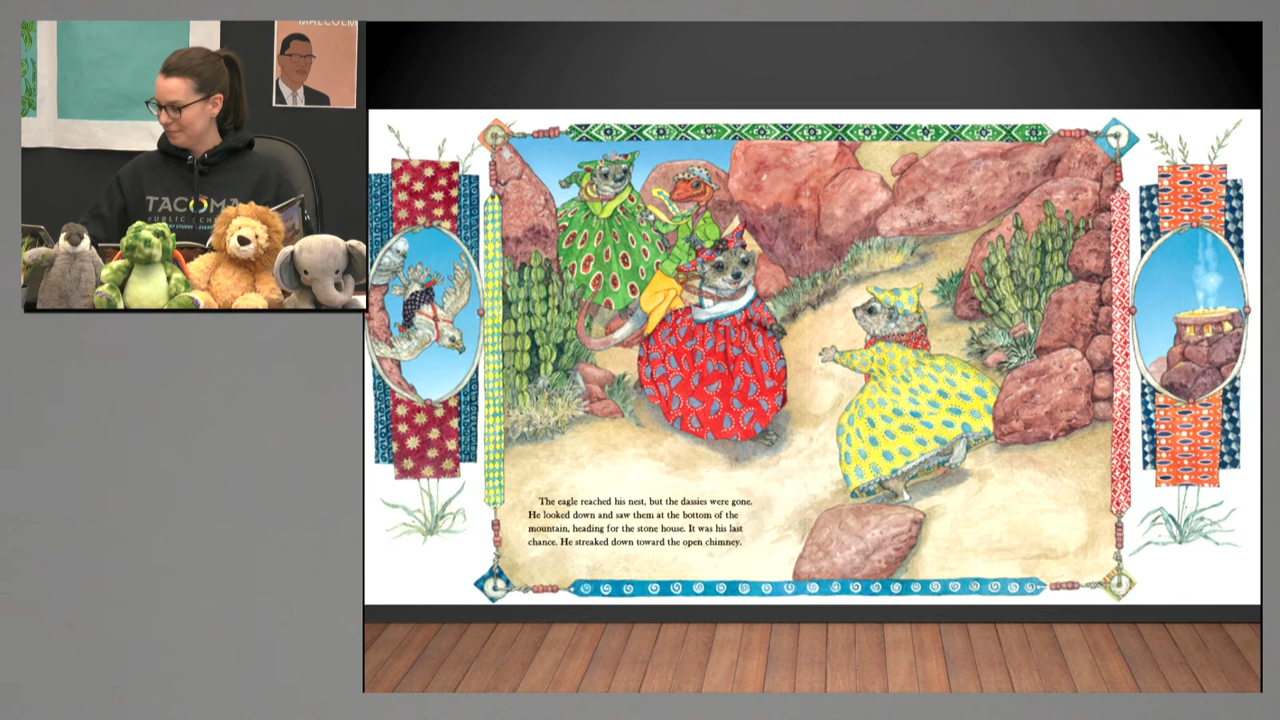 MALCOLM
TACOMA
PUBLIC SCHOOLS
The eagle reached his nest, but the dassies were gone.
He looked down and saw them at the bottom of the
mountain, heading for the stone house. It was his last
chance. He streaked down toward the open chimney.